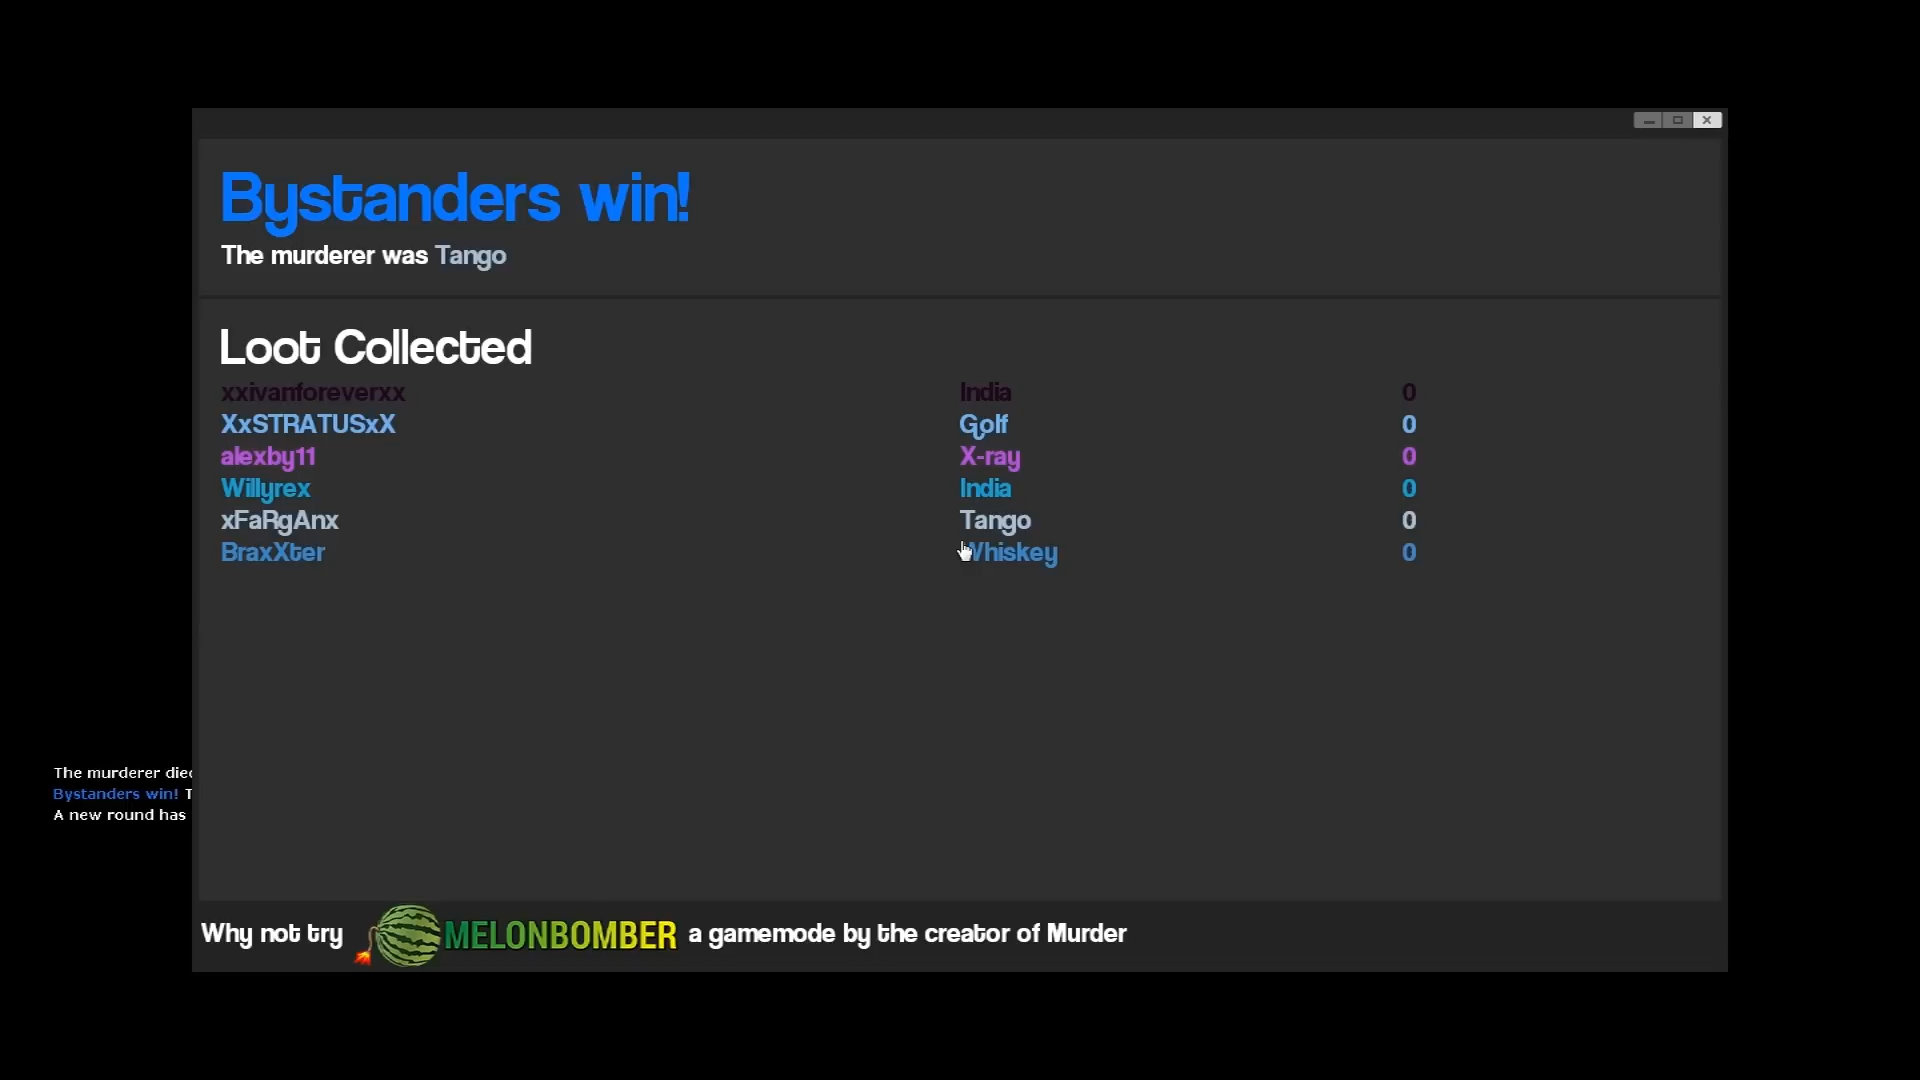 Bystanders win!
The murderer was Tango
Loot Collected
xxivanforeverxx India 0
XxSTRATUSxX Golf 0
alexby11 X-ray 0
Willyrex India 0
xFaRgAnx Tango 0
BraxXter Whiskey 0
The murderer died
Bystanders win! T
A new round has
Why not try MELONBOMBER a gamemode by the creator of Murder